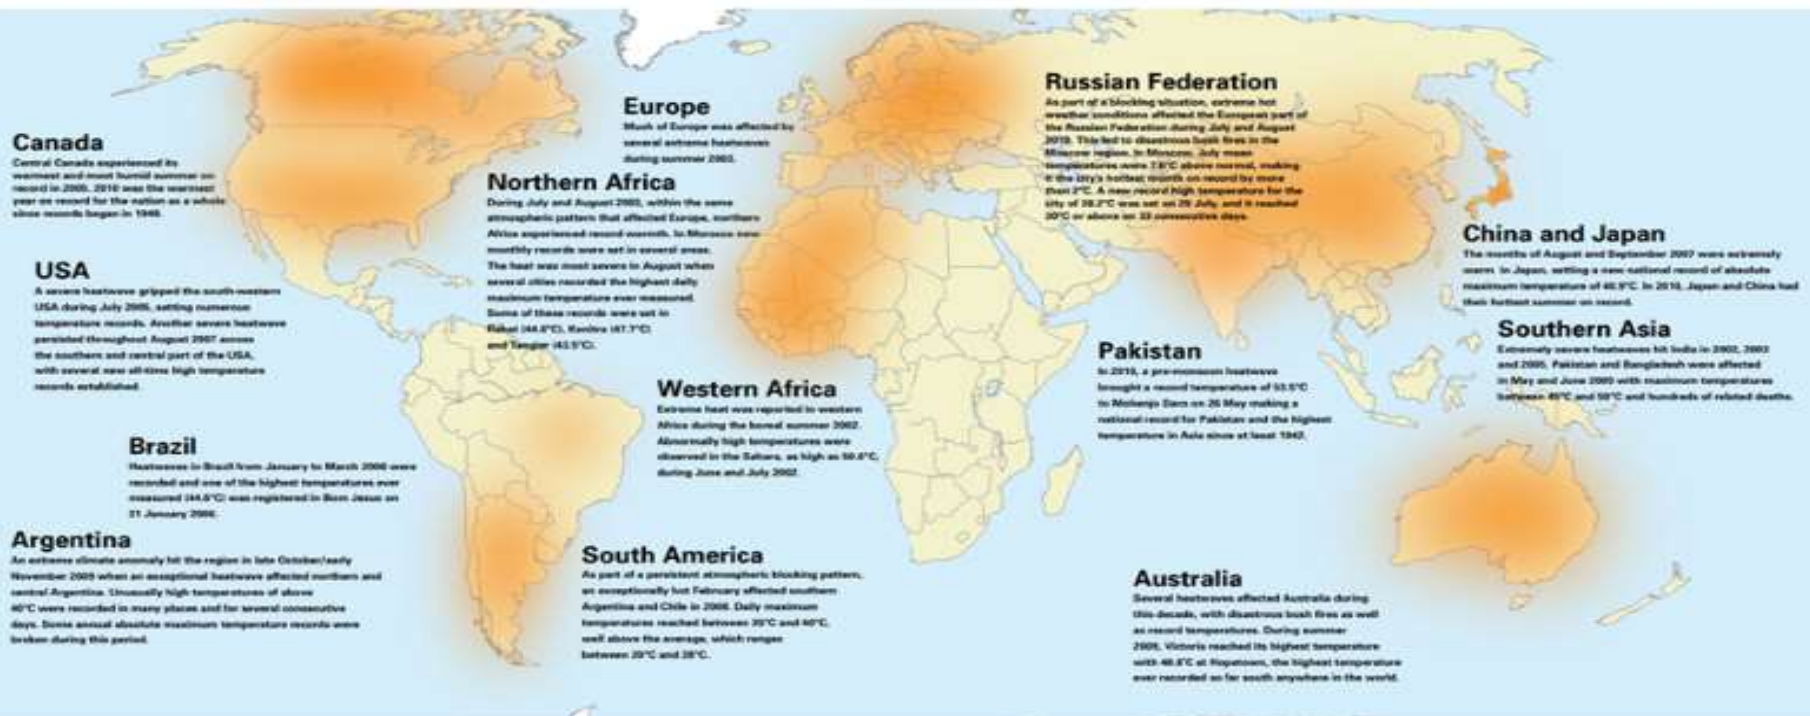 Canada
Central Canada experienced its
warmest and most humid summer on
record in 2005. 2010 was the warmest
year on record for the nation as a whole
since records began in 1948.
USA
A severe heatwave gripped the south-western
USA during July 2005, setting numerous
temperature records. Another severe heatwave
persisted throughout August 2007 across
the southern and central part of the USA,
with several new all-time high temperature
records established.
Brazil
Heatwaves in Brazil from January to March 2006 were
recorded and one of the highest temperatures ever
measured (44.6°C) was registered in Bom Jesus on
31 January 2006.
Argentina
An extreme climate anomaly hit the region in late October/early
November 2009 when an exceptional heatwave affected northern and
central Argentina. Unusually high temperatures of above
40°C were recorded in many places and for several consecutive
days. Some annual absolute maximum temperature records were
broken during this period.
Europe
Much of Europe was affected by
several extreme heatwaves
during summer 2003.
Northern Africa
During July and August 2003, within the same
atmospheric pattern that affected Europe, northern
Africa experienced record warmth. In Morocco new
monthly records were set in several areas.
The heat was most severe in August when
several cities recorded the highest daily
maximum temperature ever measured.
Some of these records were set in
Rabat (44.6°C), Kenitra (47.7°C)
and Tangier (43.5°C).
Western Africa
Extreme heat was reported in western
Africa during the boreal summer 2002.
Abnormally high temperatures were
observed in the Sahara, as high as 50.6°C,
during June and July 2002.
South America
As part of a persistent atmospheric blocking pattern,
an exceptionally hot February affected southern
Argentina and Chile in 2008. Daily maximum
temperatures reached between 35°C and 40°C,
well above the average, which ranges
between 20°C and 28°C.
Russian Federation
As part of a blocking situation, extreme hot
weather conditions affected the European part of
the Russian Federation during July and August
2010. This led to disastrous bush fires in the
Moscow region. In Moscow, July mean
temperatures were 7.6°C above normal, making
it the city's hottest month on record by more
than 2°C. A new record high temperature for the
city of 38.2°C was set on 29 July, and it reached
30°C or above on 33 consecutive days.
China and Japan
The months of August and September 2007 were extremely
warm in Japan, setting a new national record of absolute
maximum temperature of 40.9°C. In 2010, Japan and China had
their hottest summer on record.
Southern Asia
Extremely severe heatwaves hit India in 2002, 2003
and 2005. Pakistan and Bangladesh were affected
in May and June 2005 with maximum temperatures
between 45°C and 50°C and hundreds of related deaths.
Pakistan
In 2010, a pre-monsoon heatwave
brought a record temperature of 53.5°C
to Mohenjo Daro on 26 May making a
national record for Pakistan and the highest
temperature in Asia since at least 1942.
Australia
Several heatwaves affected Australia during
this decade, with disastrous bush fires as well
as record temperatures. During summer
2009, Victoria reached its highest temperature
with 48.8°C at Hopetown, the highest temperature
ever recorded so far south anywhere in the world.